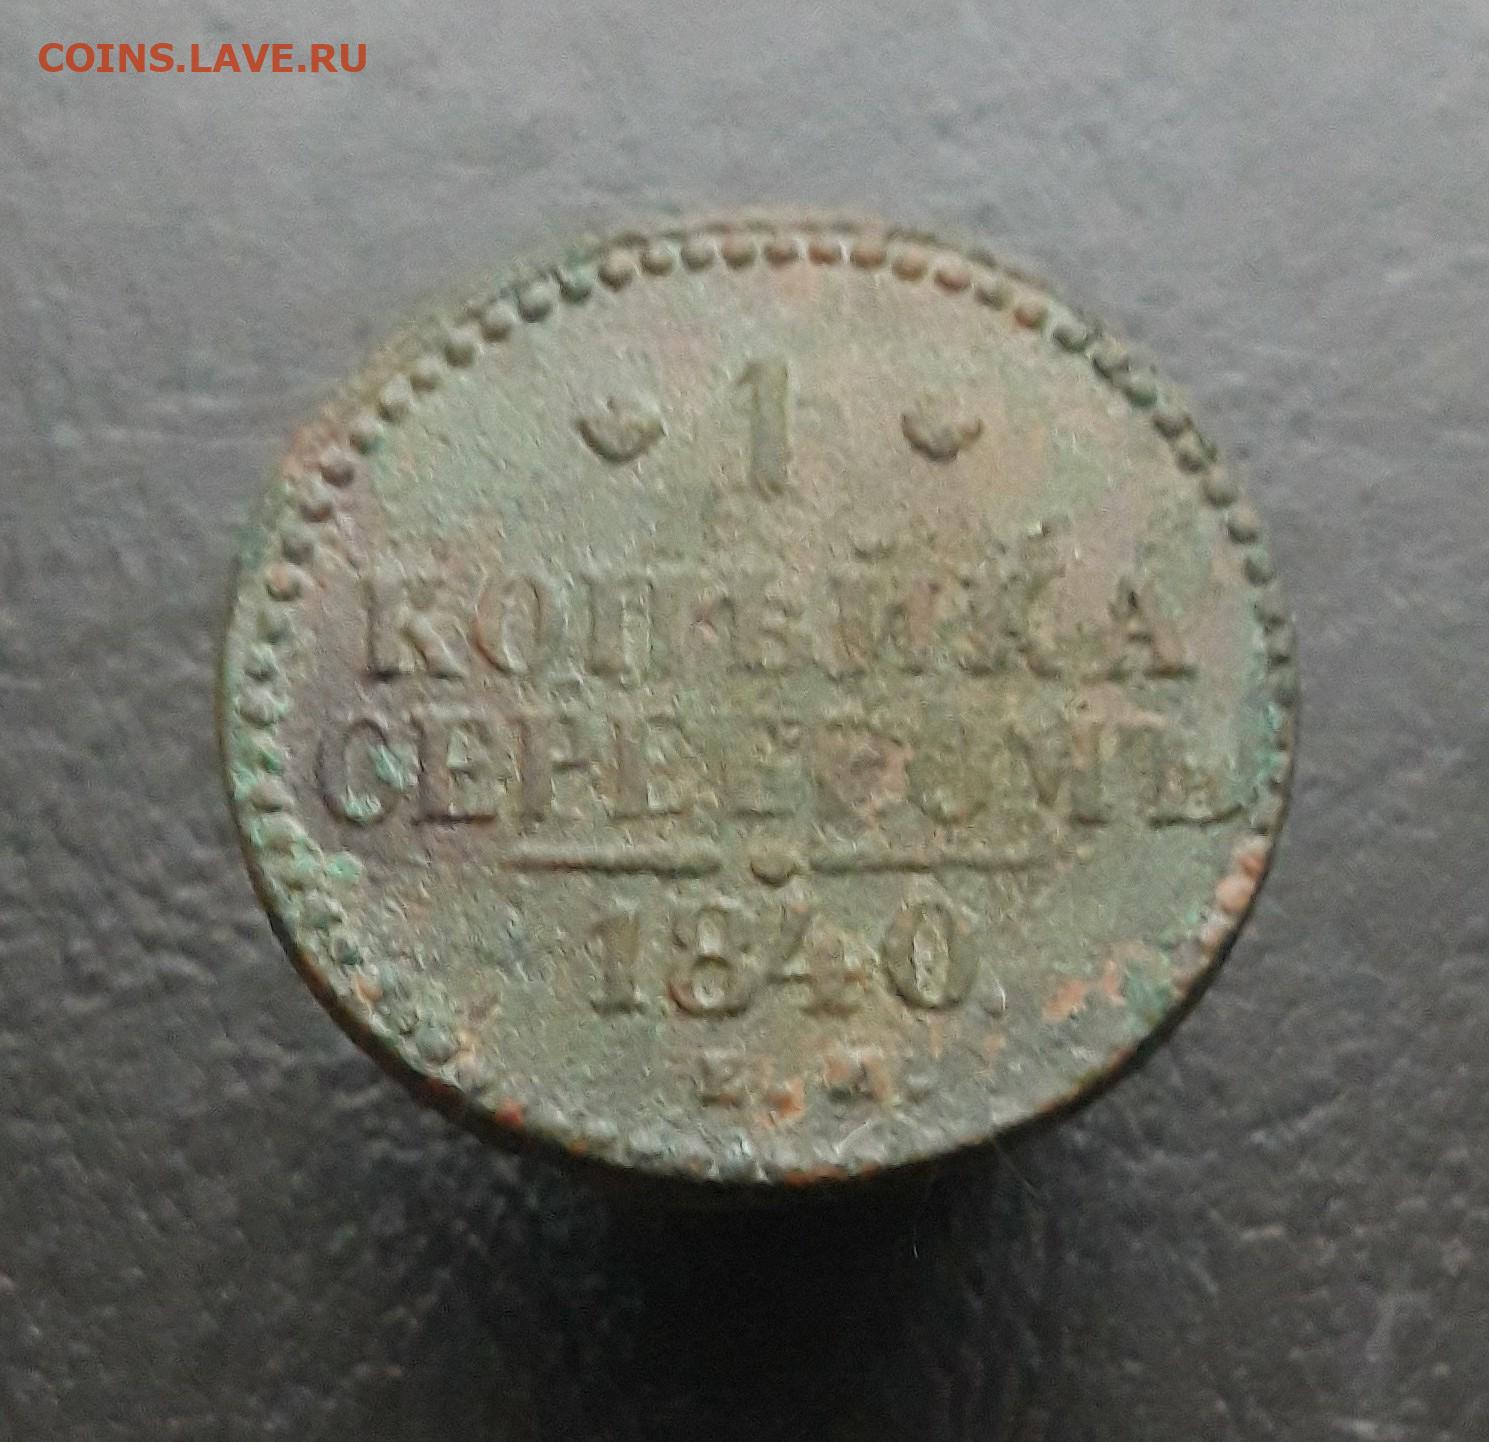 COINS.LAVE.RU
1
КОПѢЙКА
СЕРЕБРОМЪ
1840
Е. М.